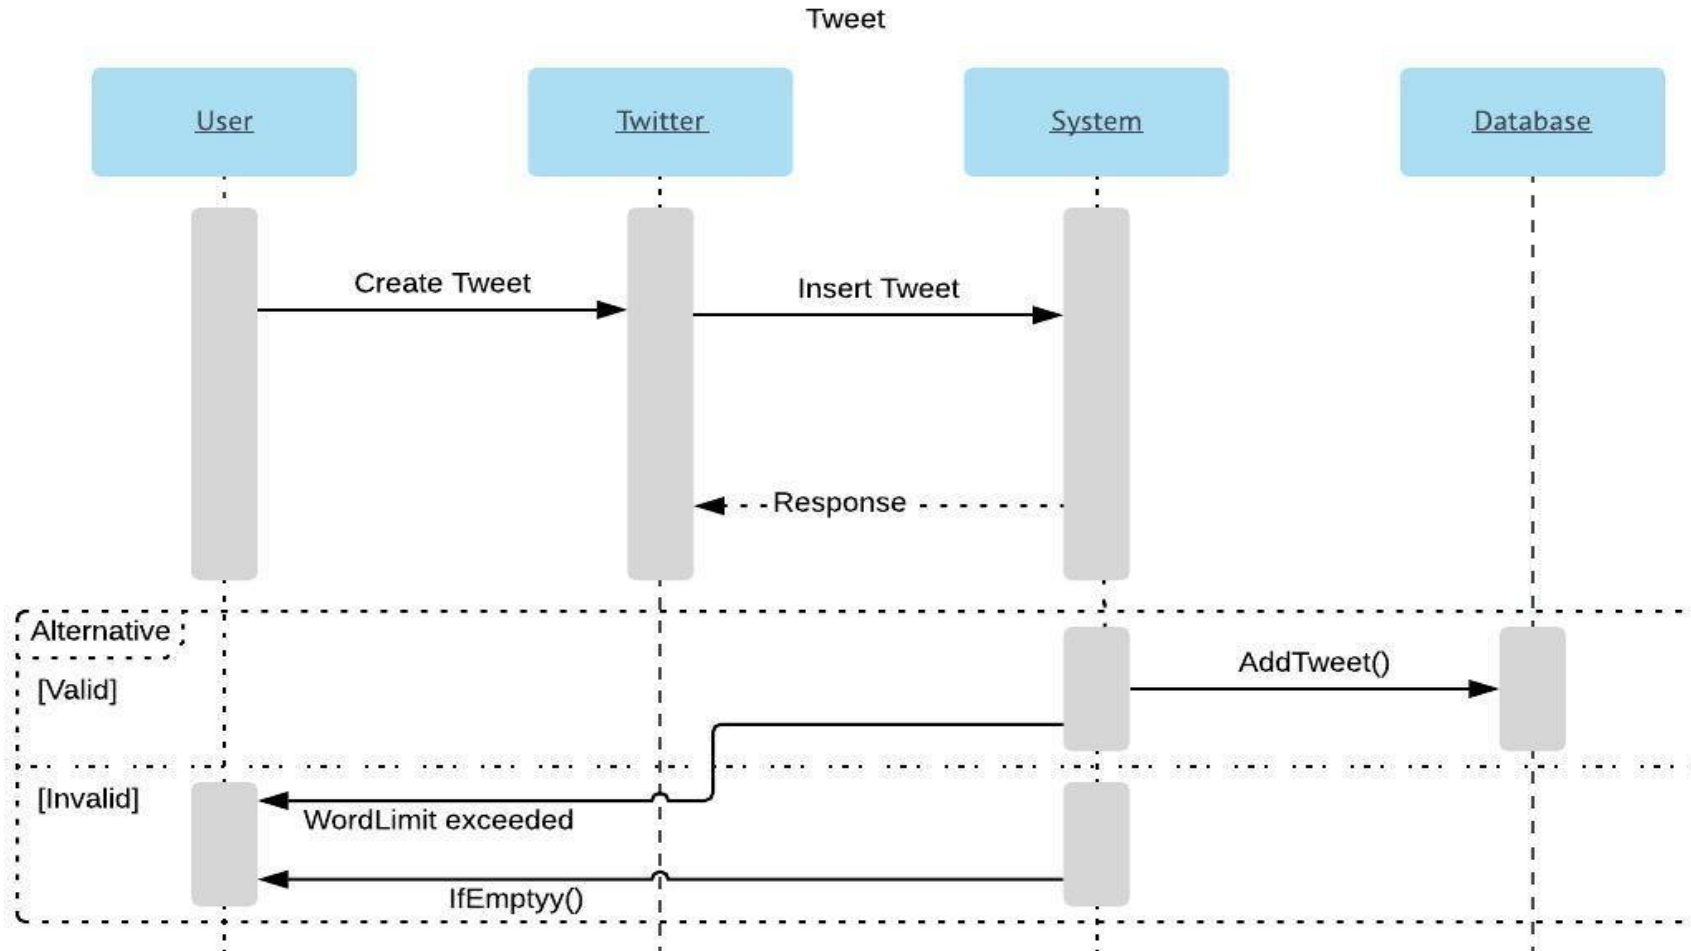 Tweet
User
Twitter
System
Database
Create Tweet
Insert Tweet
Response
Alternative
AddTweet()
[Valid]
[Invalid]
WordLimit exceeded
IfEmptyy()